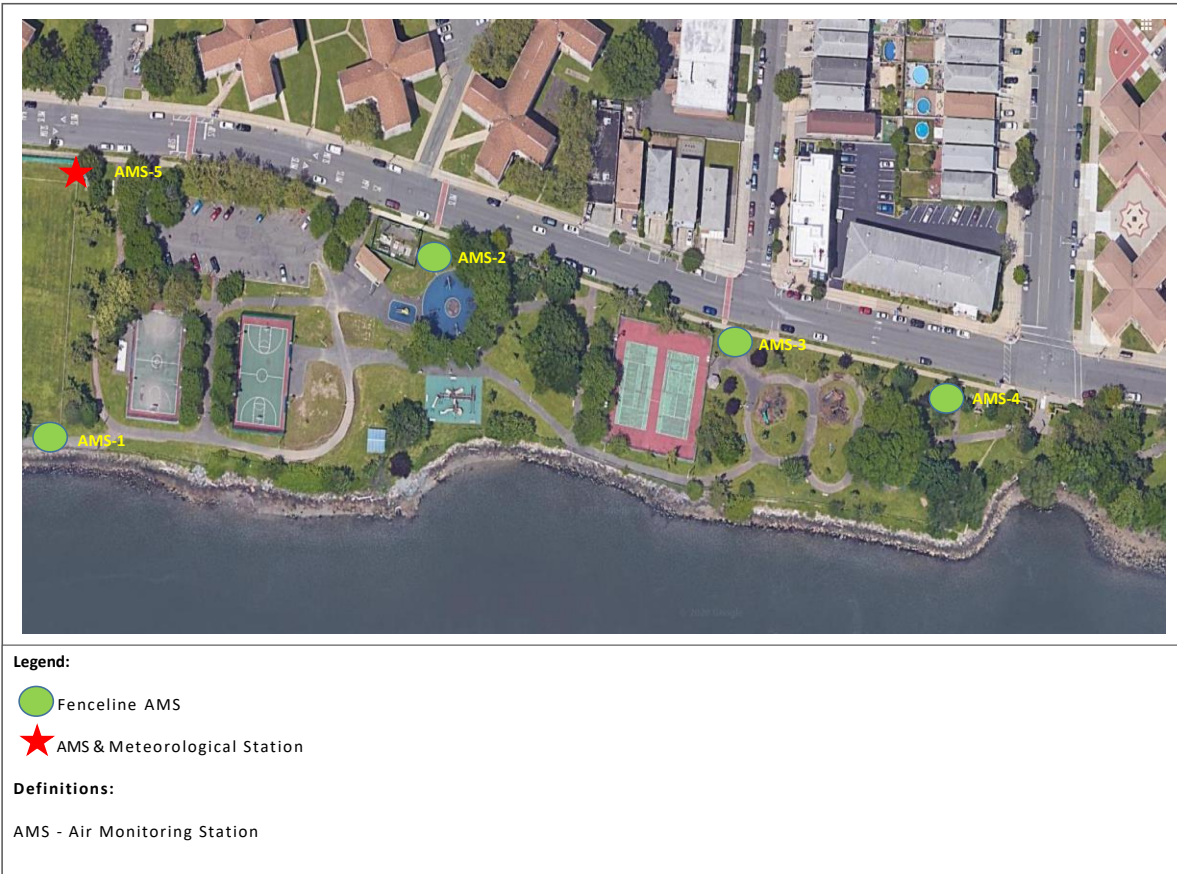 AMS-5
AMS-2
AMS-3
AMS-4
AMS-1
Legend:
Fenceline AMS
AMS & Meteorological Station
Definitions:
AMS - Air Monitoring Station